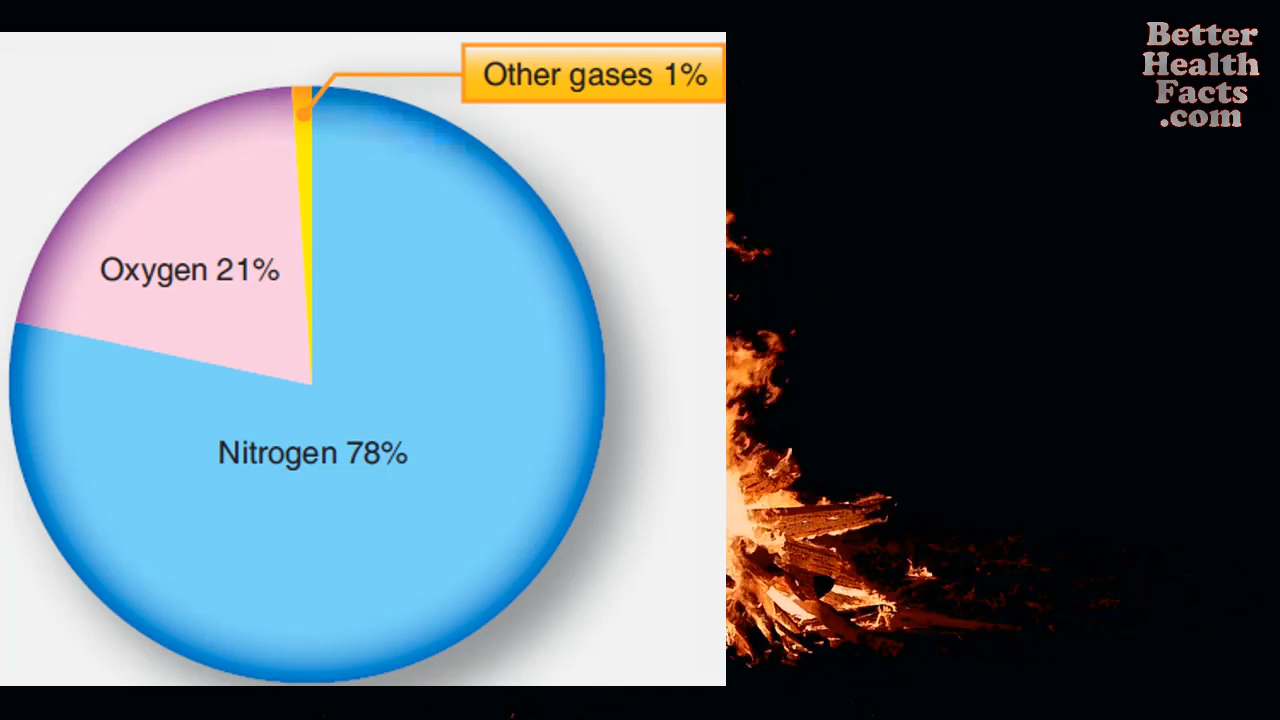 Other gases 1%
Oxygen 21%
Nitrogen 78%
Better
Health
Facts
.com